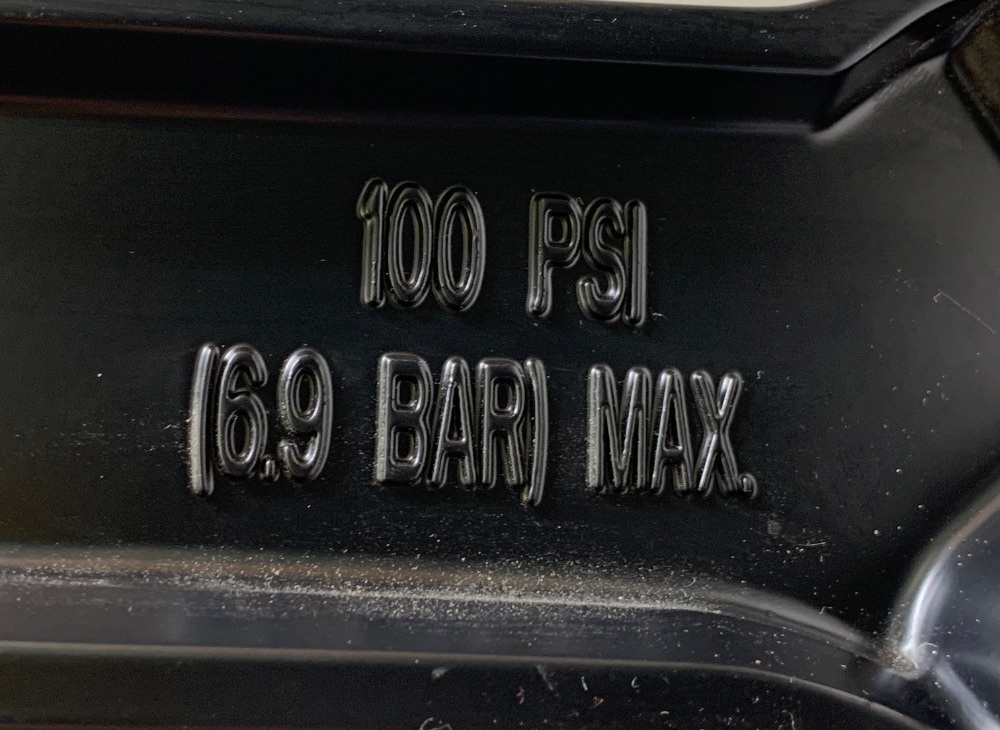 100 PSI
(6.9 BAR) MAX.